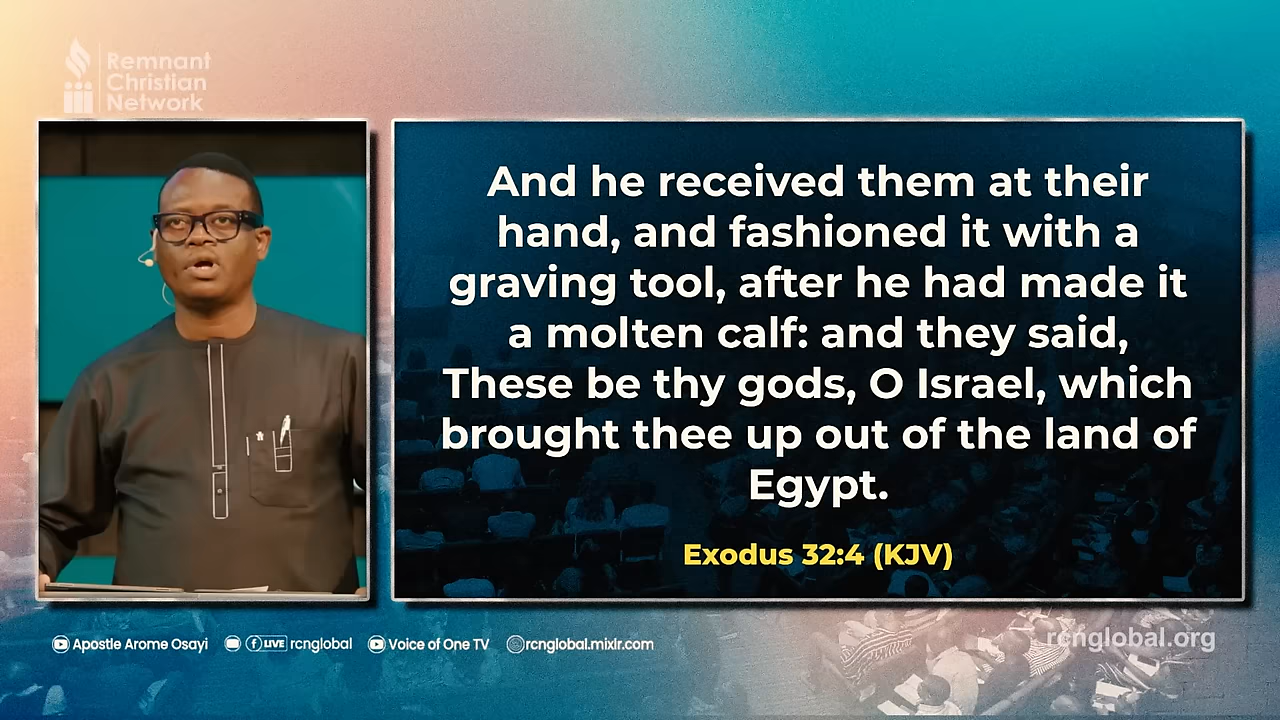 Remnant
Christian
Network
And he received them at their
hand, and fashioned it with a
graving tool, after he had made it
a molten calf: and they said,
These be thy gods, O Israel, which
brought thee up out of the land of
Egypt.
Exodus 32:4 (KJV)
Apostle Arome Osayi LIVE rcnglobal Voice of One TV rcnglobal.mixlr.com
rcnglobal.org